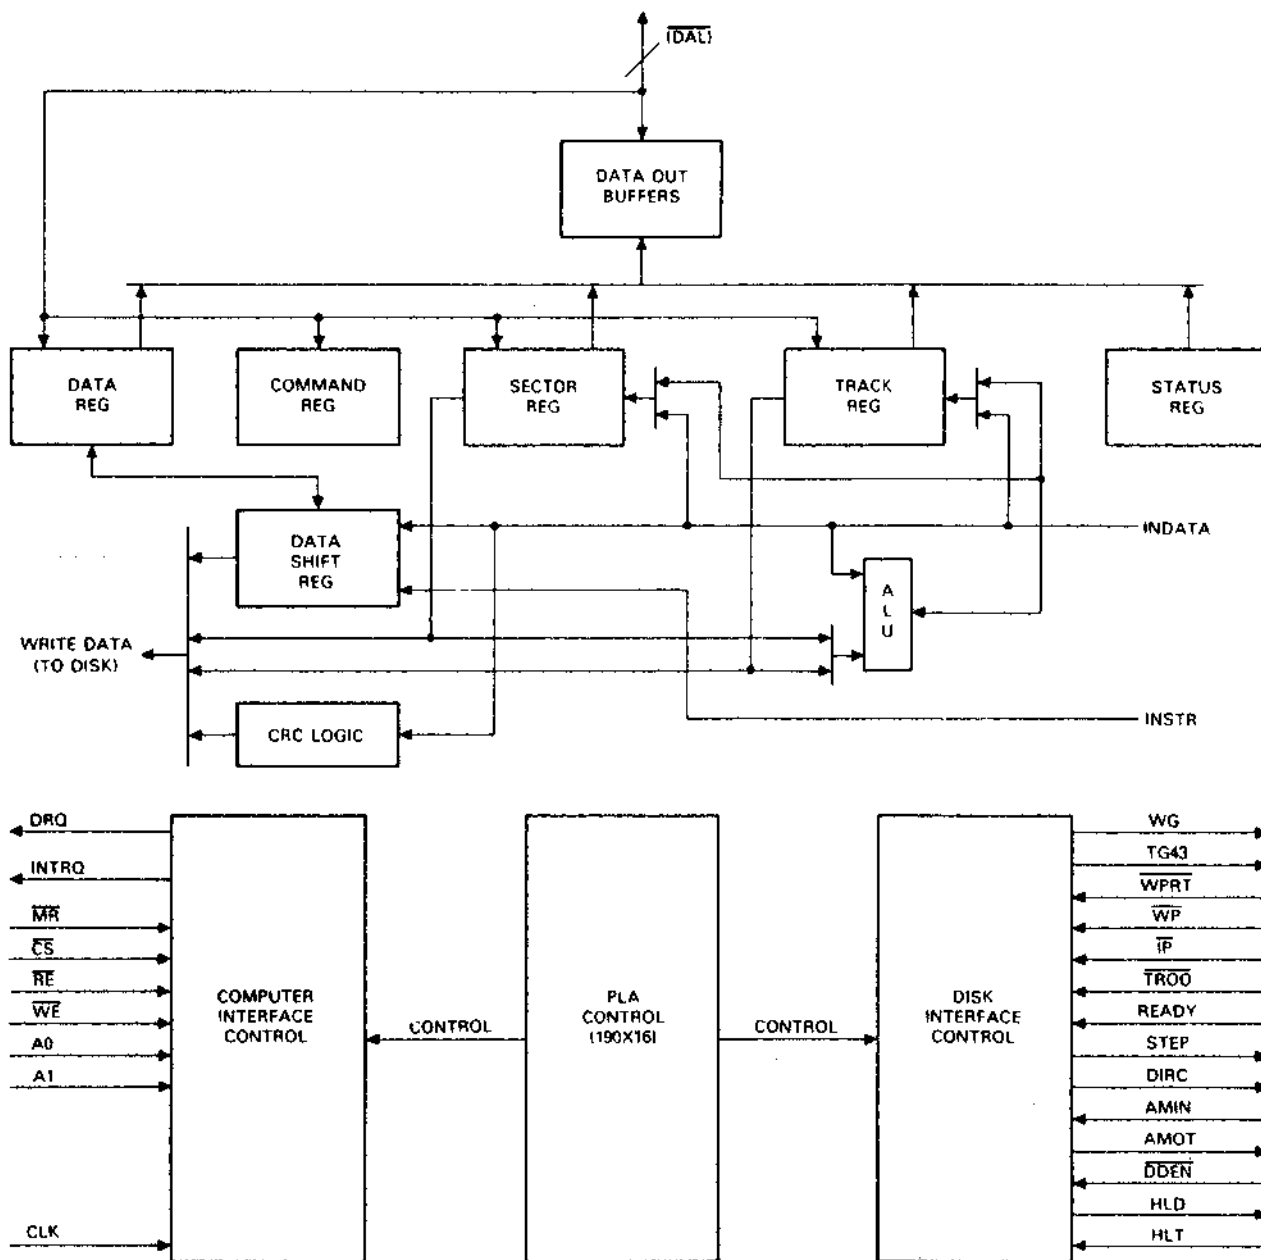 (DAL)
DATA OUT
BUFFERS
DATA
REG
COMMAND
REG
SECTOR
REG
TRACK
REG
STATUS
REG
DATA
SHIFT
REG
INDATA
A
L
U
WRITE DATA
(TO DISK)
CRC LOGIC
INSTR
DRQ
INTRQ
MR
CS
RE
WE
A0
A1
CLK
COMPUTER
INTERFACE
CONTROL
CONTROL
PLA
CONTROL
(190X16)
CONTROL
DISK
INTERFACE
CONTROL
WG
TG43
WPRT
WP
IP
TROO
READY
STEP
DIRC
AMIN
AMOT
DDEN
HLD
HLT